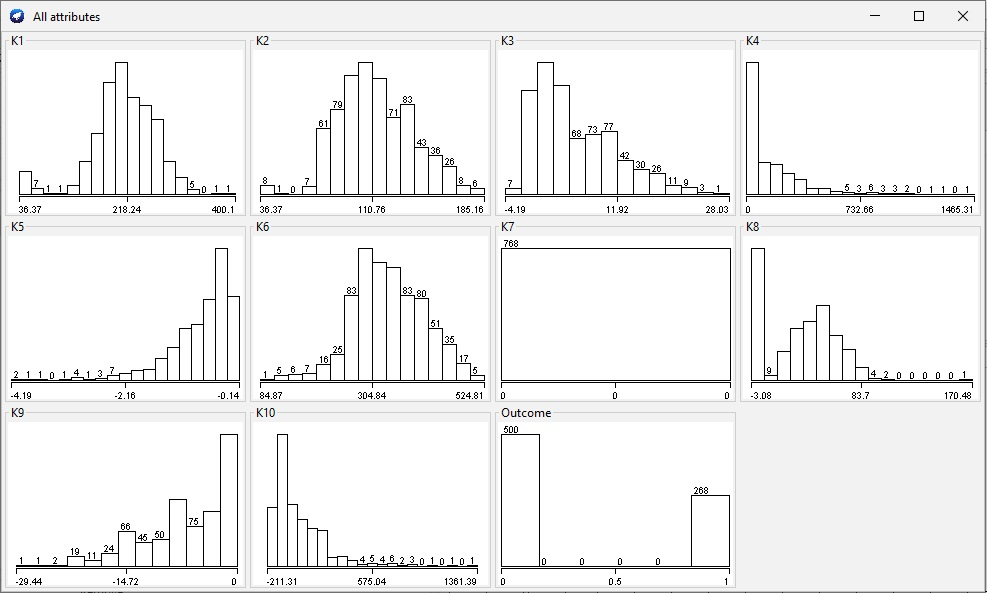 All attributes
K1 K2 K3 K4
7 1 1 5 0 1 1
36.37 218.24 400.1
8 1 0 7 61 79 71 83 43 36 26 8 6
36.37 110.76 185.16
7 68 73 77 42 30 26 11 9 3 1
-4.19 11.92 28.03
5 3 6 3 3 2 0 1 1 0 1
0 732.66 1465.31
K5 K6 K7 K8
2 1 1 0 1 4 1 3 7
-4.19 -2.16 -0.14
1 5 6 7 16 25 83 83 80 51 35 17 5
84.87 304.84 524.81
768
0 0 0
9 4 2 0 0 0 0 0 1
-3.08 83.7 170.48
K9 K10 Outcome
1 1 2 19 11 24 66 45 50 75
-29.44 -14.72 0
4 5 4 6 2 3 0 1 0 1 0 1
-211.31 575.04 1361.39
500 0 0 0 0 268
0 0.5 1